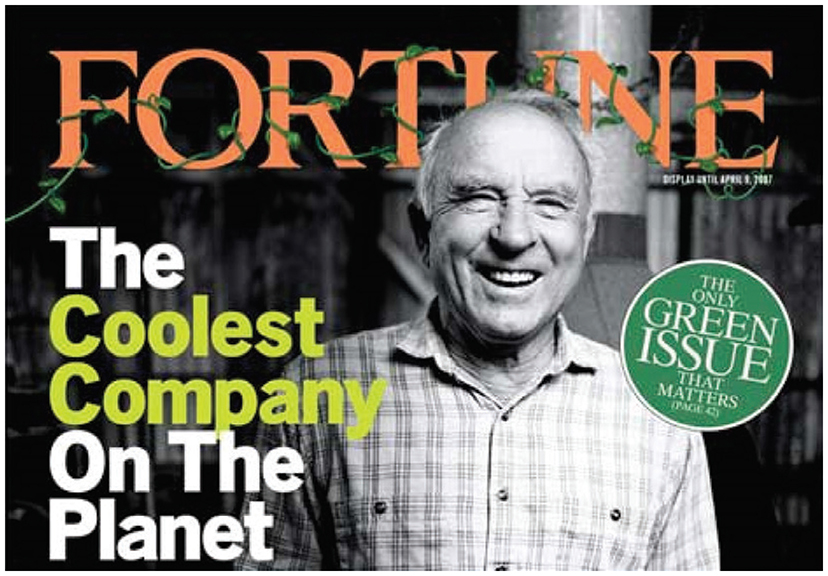 FORTUNE
DISPLAY UNTIL APRIL 9, 2007
The
Coolest
Company
On The
Planet
THE
ONLY
GREEN
ISSUE
THAT
MATTERS
(PAGE 42)